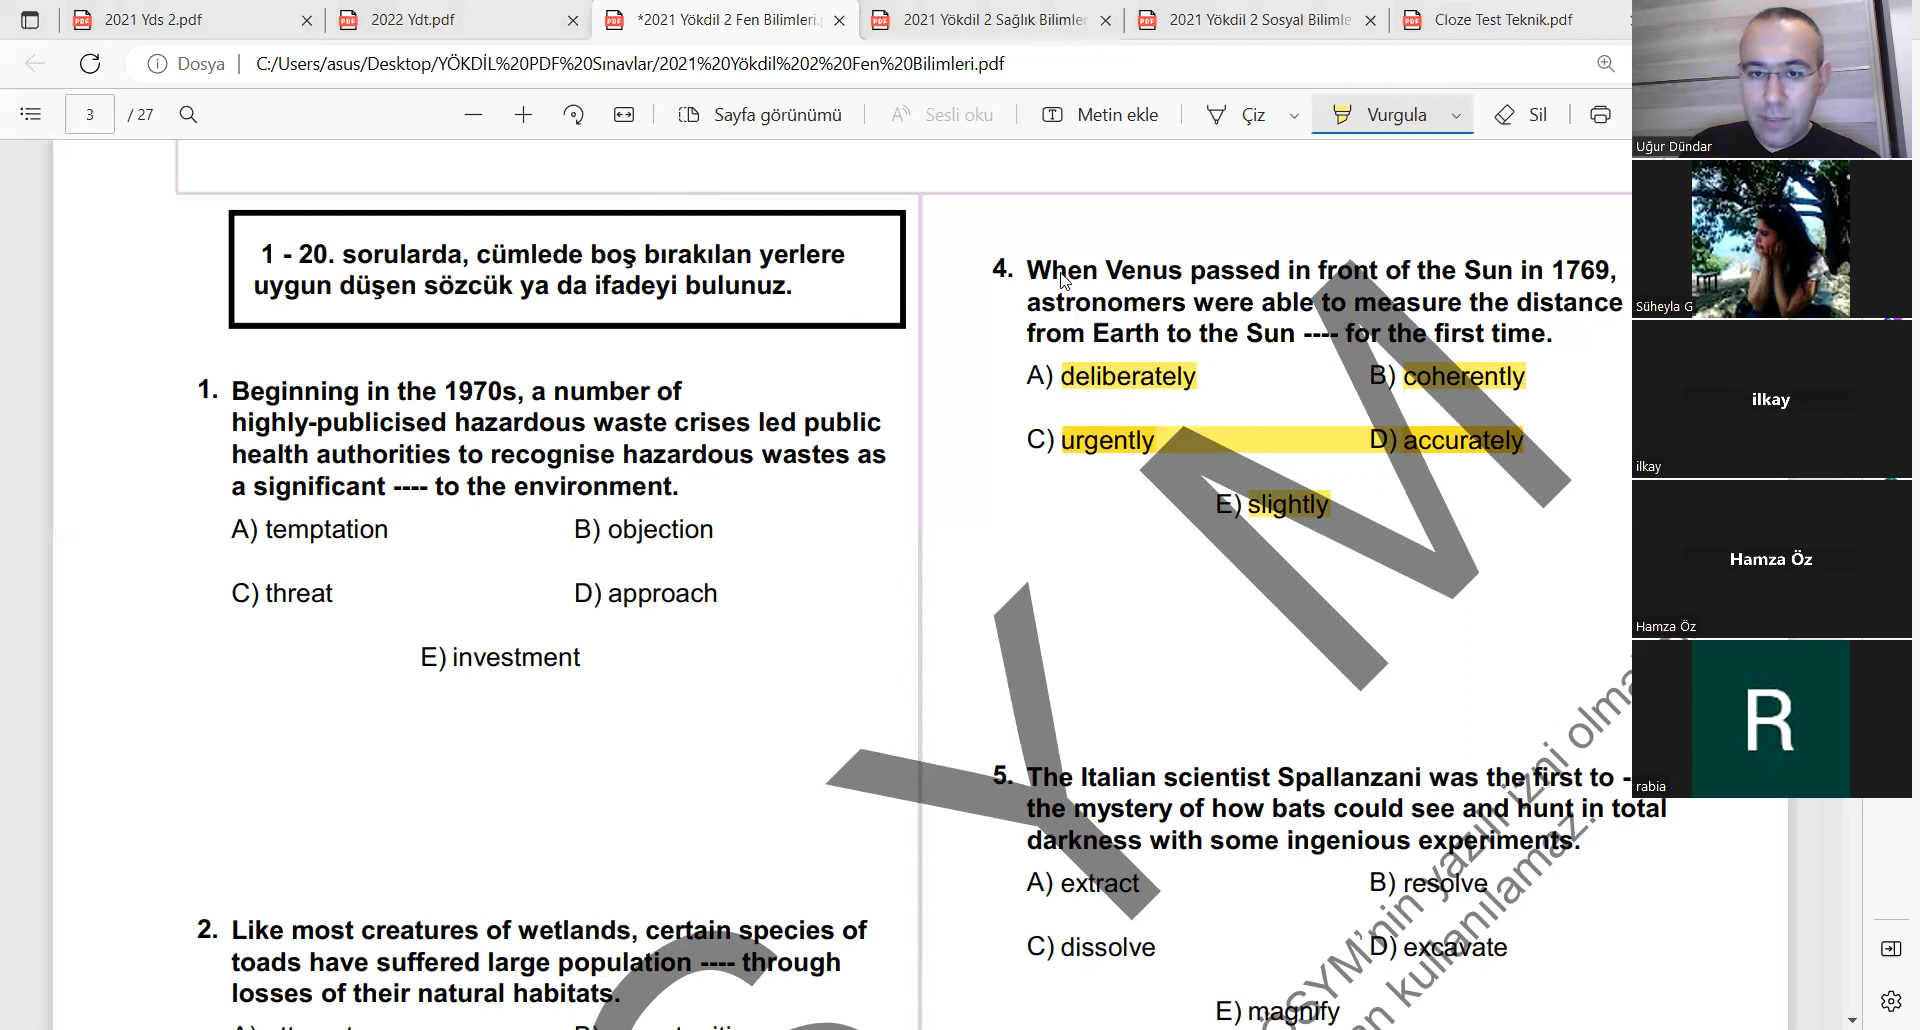 2021 Yds 2.pdf
2022 Ydt.pdf
*2021 Yökdil 2 Fen Bilimleri.
2021 Yökdil 2 Sağlık Bilimler
2021 Yökdil 2 Sosyal Bilimle
Cloze Test Teknik.pdf
Dosya
C:/Users/asus/Desktop/YÖKDİL%20PDF%20Sınavlar/2021%20Yökdil%202%20Fen%20Bilimleri.pdf
3 / 27
Sayfa görünümü
Sesli oku
Metin ekle
Çiz
Vurgula
Sil
1 - 20. sorularda, cümlede boş bırakılan yerlere
uygun düşen sözcük ya da ifadeyi bulunuz.
1. Beginning in the 1970s, a number of
highly-publicised hazardous waste crises led public
health authorities to recognise hazardous wastes as
a significant ---- to the environment.
A) temptation B) objection
C) threat D) approach
E) investment
2. Like most creatures of wetlands, certain species of
toads have suffered large population ---- through
losses of their natural habitats.
4. When Venus passed in front of the Sun in 1769,
astronomers were able to measure the distance
from Earth to the Sun ---- for the first time.
A) deliberately B) coherently
C) urgently D) accurately
E) slightly
5. The Italian scientist Spallanzani was the first to -
the mystery of how bats could see and hunt in total
darkness with some ingenious experiments.
A) extract B) resolve
C) dissolve D) excavate
E) magnify
Y M
ÖSYM'nin yazılı izni olma
kullanılamaz.
Uğur Dündar
Süheyla G
ilkay
ilkay
Hamza Öz
Hamza Öz
R
rabia